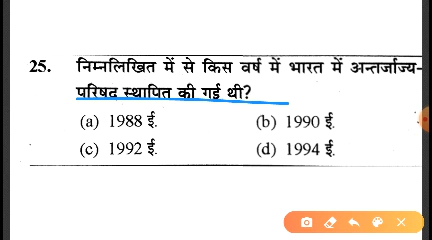 25. निम्नलिखित में से किस वर्ष में भारत में अन्तर्राज्य-
परिषद स्थापित की गई थी?
(a) 1988 ई. (b) 1990 ई.
(c) 1992 ई. (d) 1994 ई.